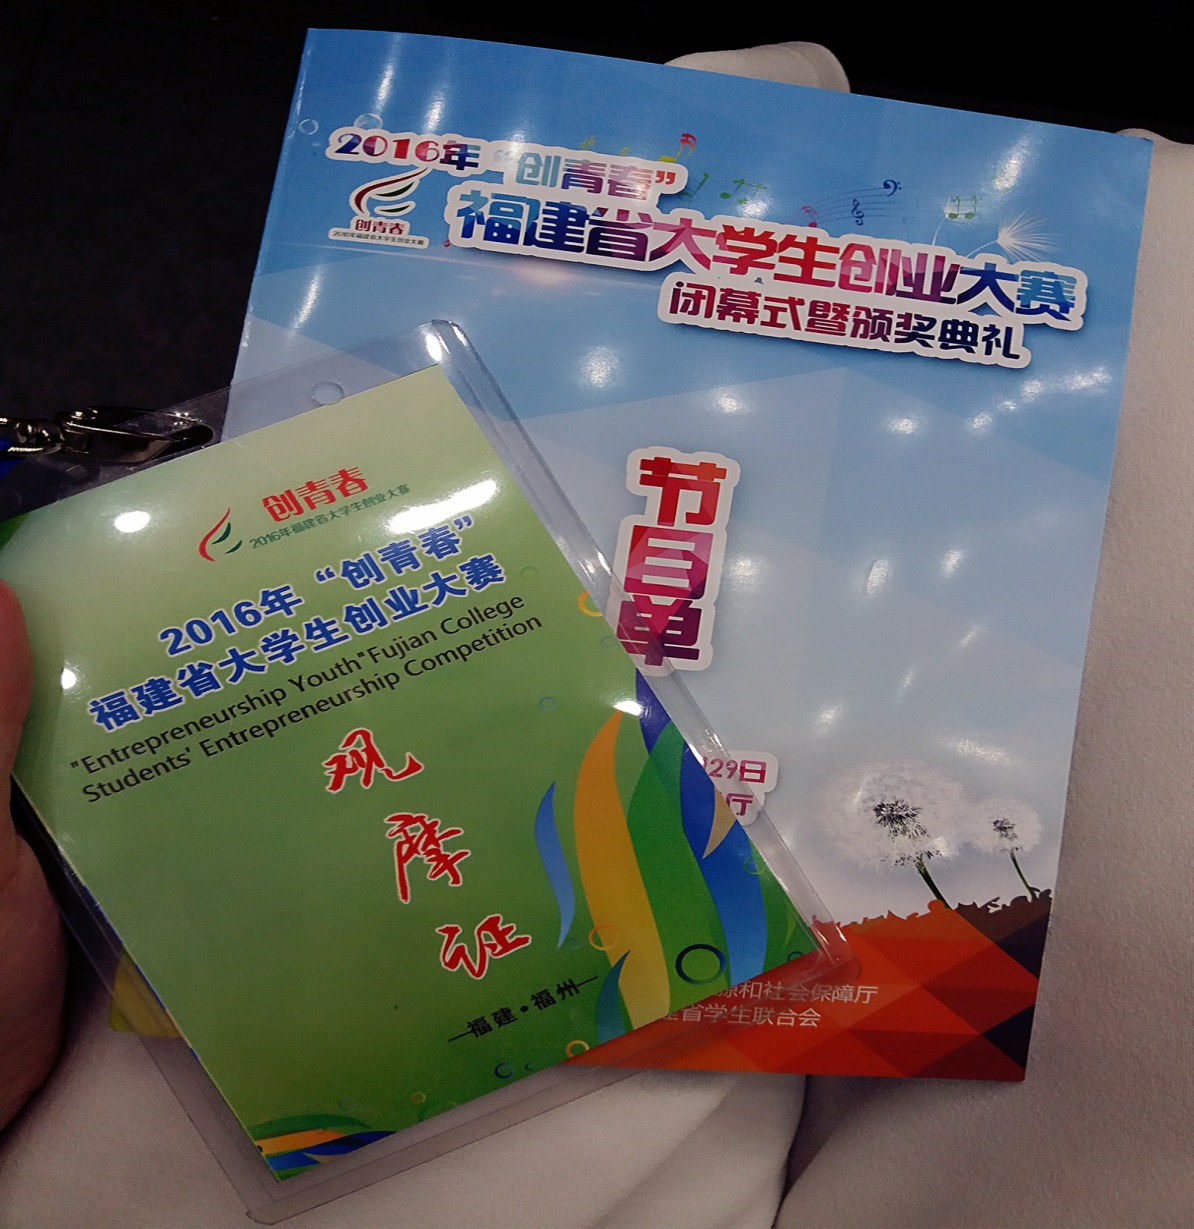 2016年“创青春”
福建省大学生创业大赛
闭幕式暨颁奖典礼
创青春
2016年福建省大学生创业大赛
节
目
单
29日
厅
源和社会保障厅
省学生联合会
创青春
2016年福建省大学生创业大赛
2016年“创青春”
福建省大学生创业大赛
"Entrepreneurship Youth"Fujian College
Students' Entrepreneurship Competition
观
摩
证
—福建•福州—